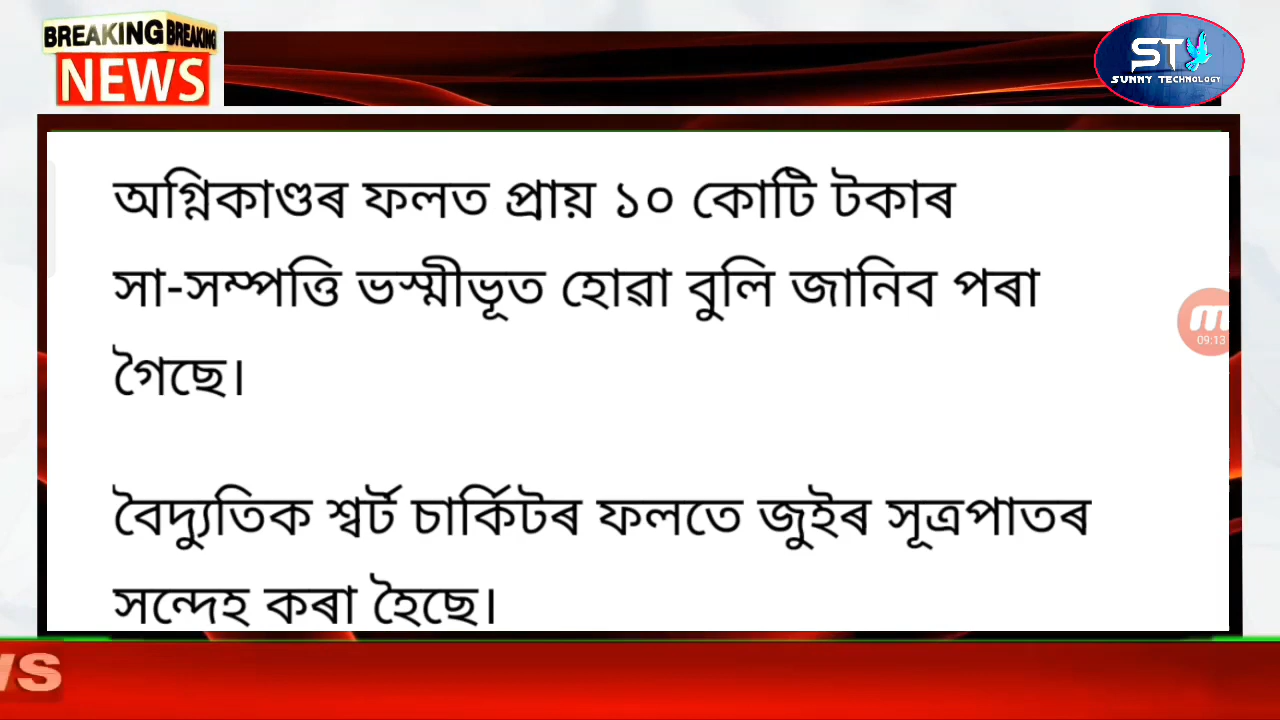 BREAKING BREAKING
NEWS
ST
SUNNY TECHNOLOGY
অগ্নিকাণ্ডৰ ফলত প্ৰায় ১০ কোটি টকাৰ
সা-সম্পত্তি ভস্মীভূত হোৱা বুলি জানিব পৰা
গৈছে।
09:13
বৈদ্যুতিক শ্বৰ্ট চাৰ্কিটৰ ফলতে জুইৰ সূত্ৰপাতৰ
সন্দেহ কৰা হৈছে।
WS